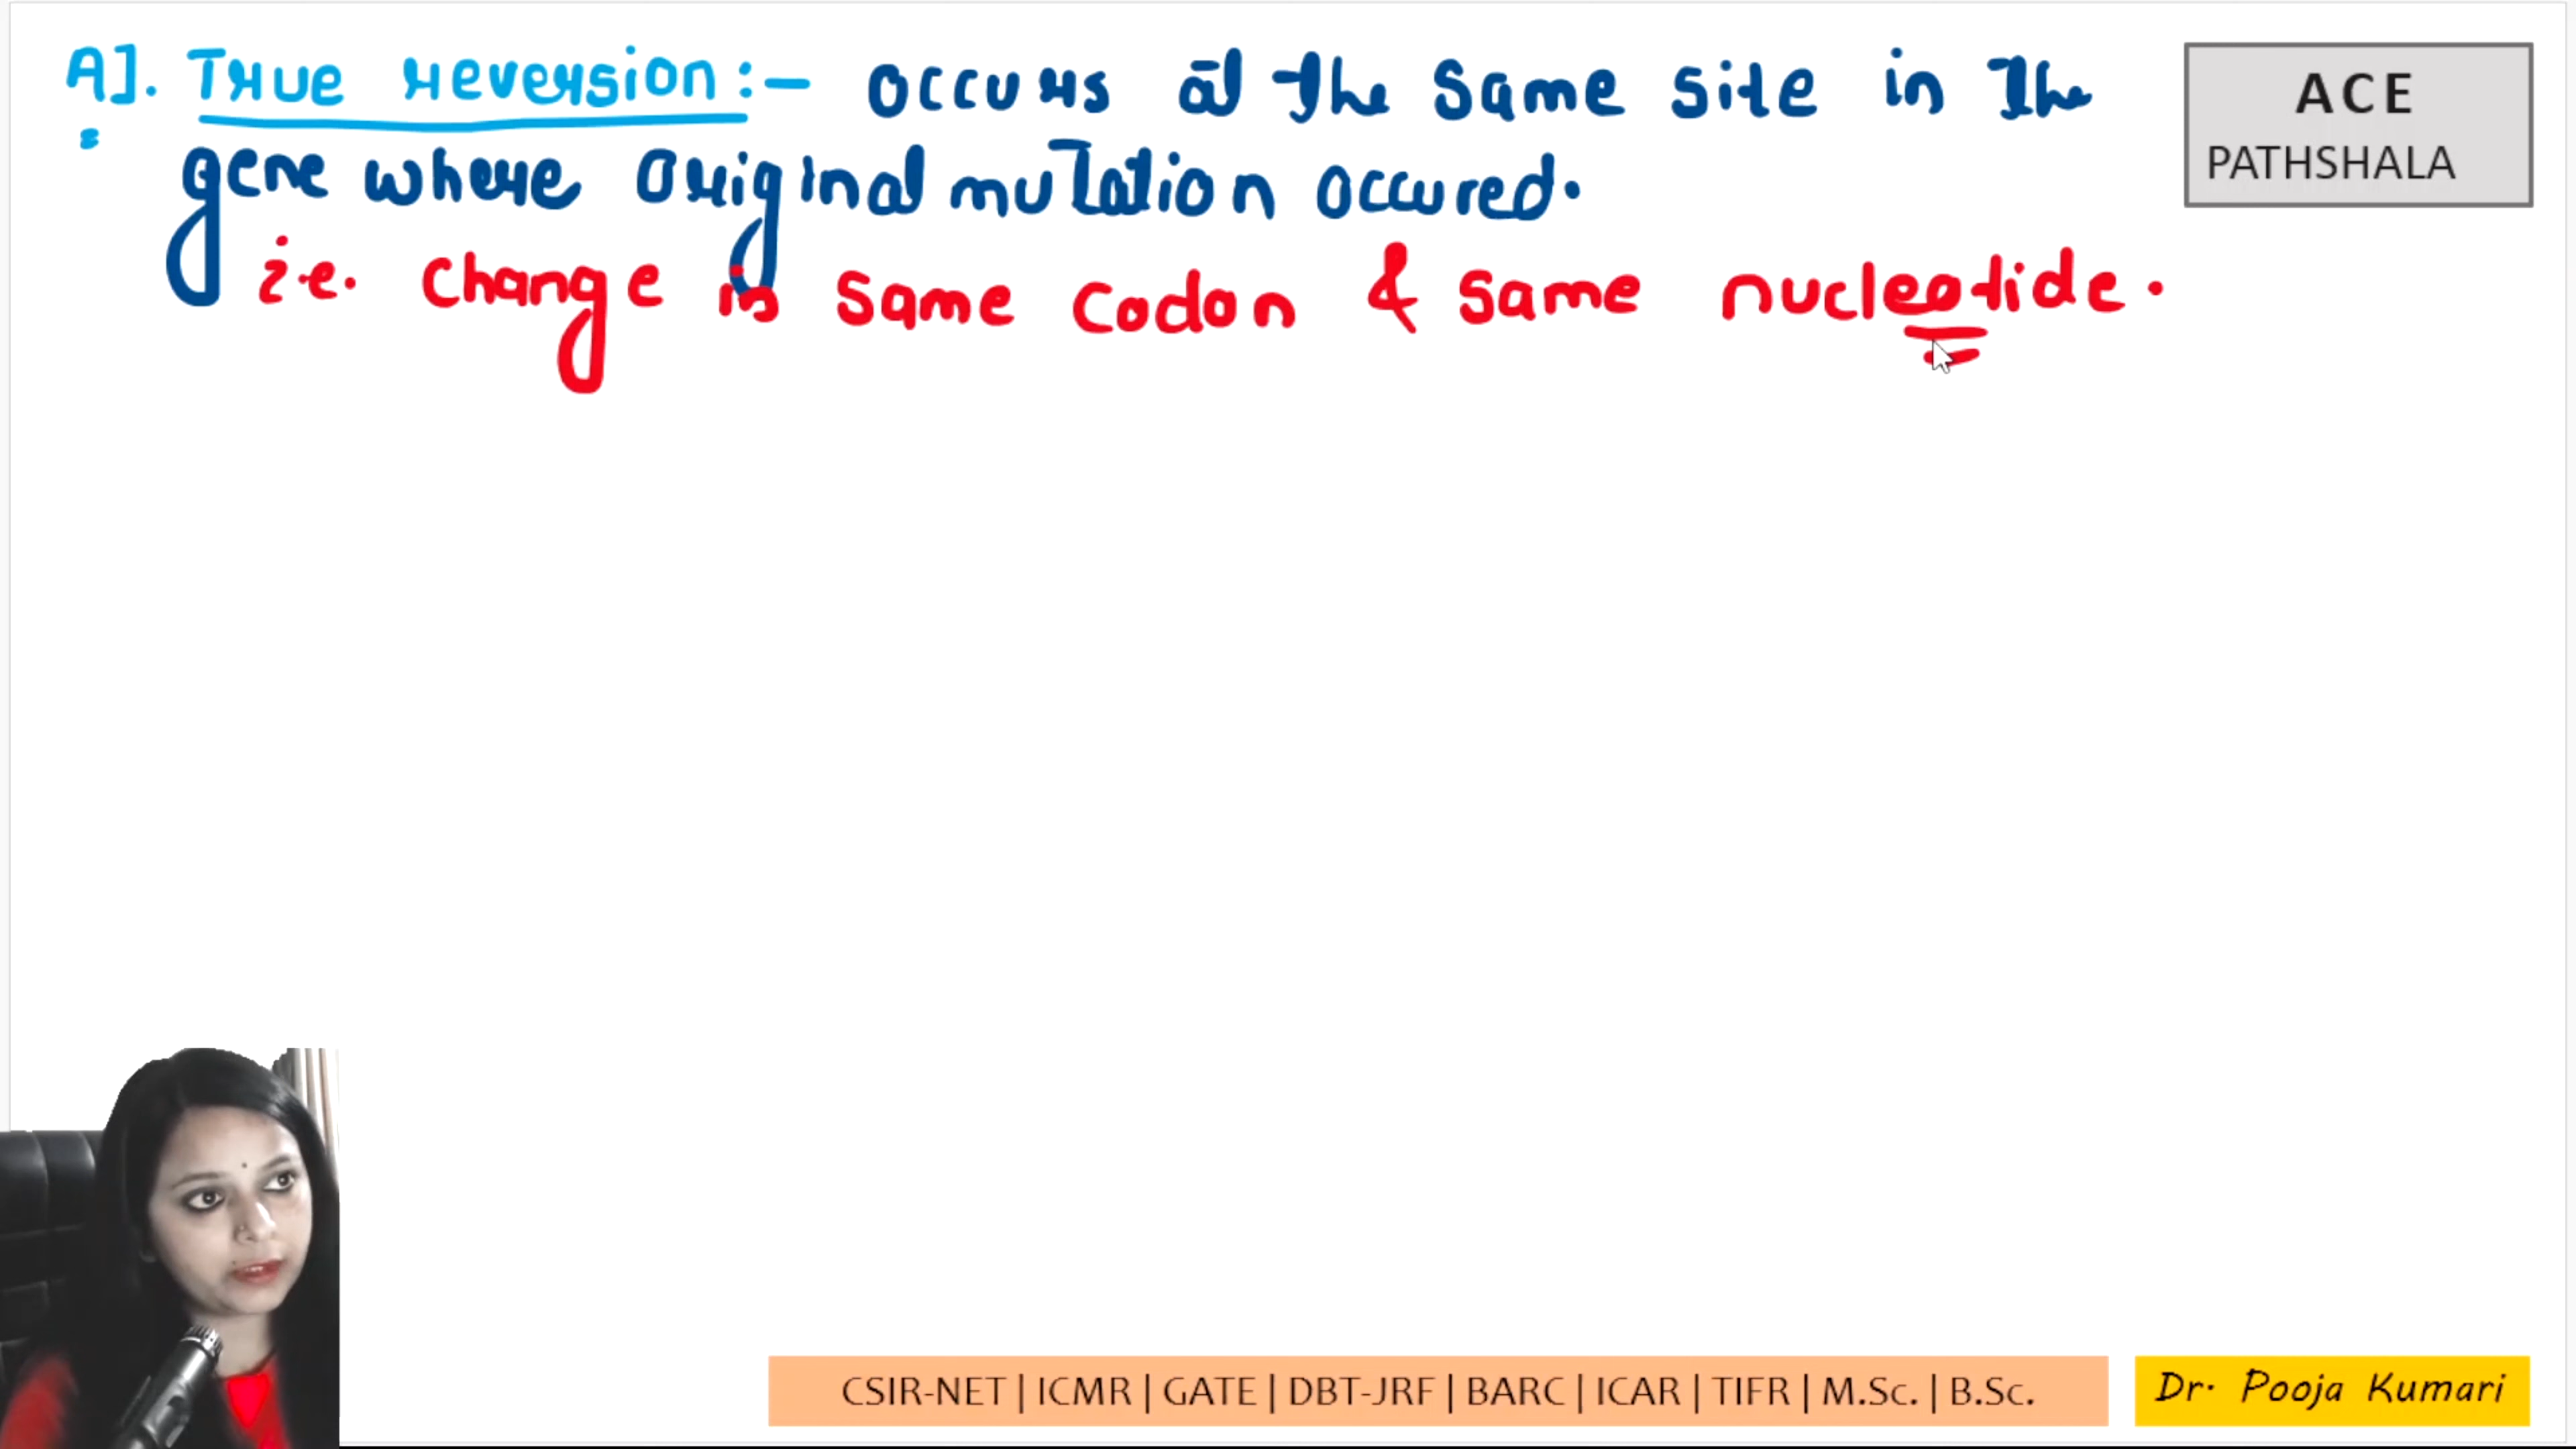 A]. True reversion:- occurs at the same site in the
gene where original mutation occured.
i.e. change in same codon & same nucleotide.
ACE
PATHSHALA
CSIR-NET | ICMR | GATE | DBT-JRF | BARC | ICAR | TIFR | M.Sc. | B.Sc.
Dr. Pooja Kumari